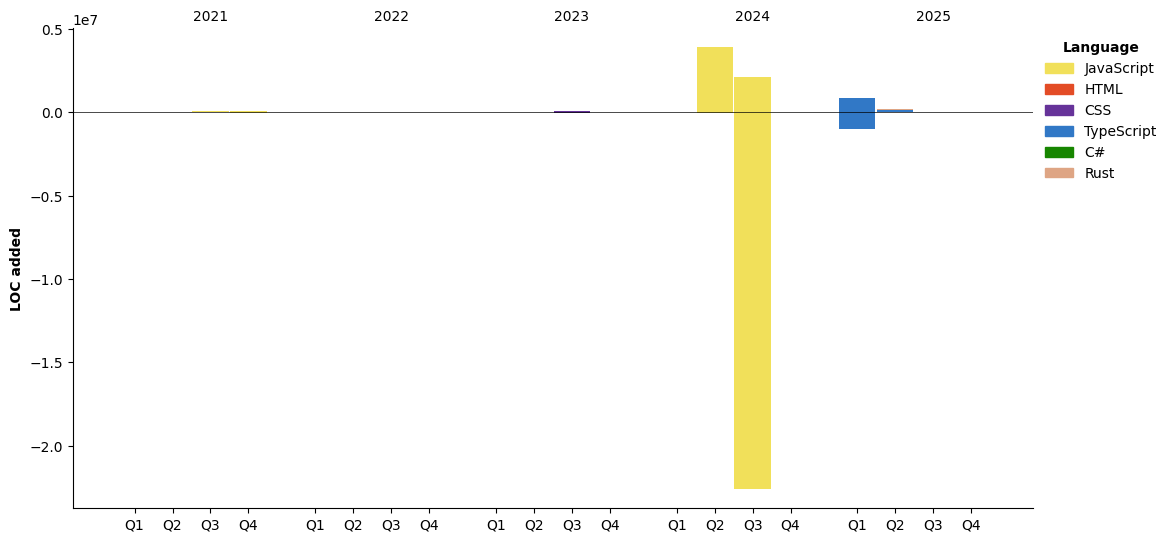 1e7
2021 2022 2023 2024 2025
0.5
0.0
−0.5
−1.0
−1.5
−2.0
LOC added
Q1 Q2 Q3 Q4 Q1 Q2 Q3 Q4 Q1 Q2 Q3 Q4 Q1 Q2 Q3 Q4 Q1 Q2 Q3 Q4
Language
JavaScript
HTML
CSS
TypeScript
C#
Rust